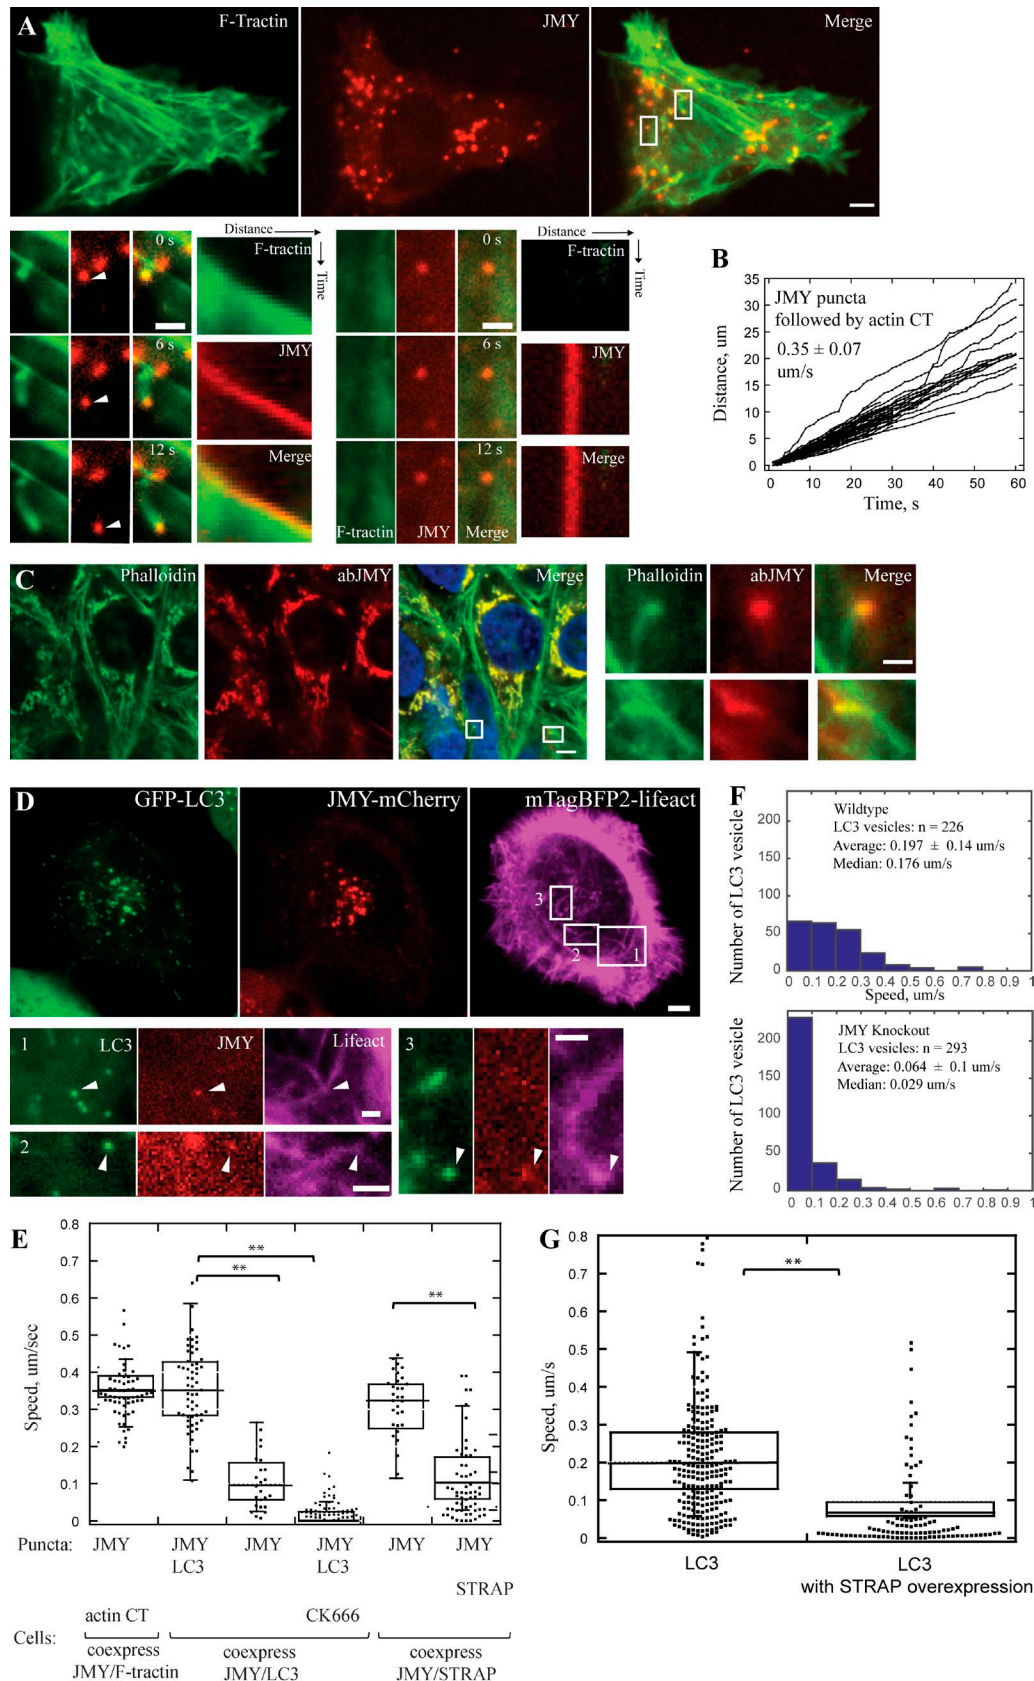 A F-Tractin JMY Merge
Distance
0 s F-tractin
Time
6 s JMY
12 s Merge
Distance
0 s F-tractin
Time
6 s JMY
12 s Merge
F-tractin JMY Merge
B
JMY puncta
followed by actin CT
0.35 ± 0.07
um/s
Distance, um
35
30
25
20
15
10
5
0
0 10 20 30 40 50 60
Time, s
C Phalloidin abJMY Merge
Phalloidin abJMY Merge
D GFP-LC3 JMY-mCherry mTagBFP2-lifeact
3
2 1
1 LC3 JMY Lifeact
2
3
F
Number of LC3 vesicle
200
150
100
50
0
Wildtype
LC3 vesicles: n = 226
Average: 0.197 ± 0.14 um/s
Median: 0.176 um/s
0 0.1 0.2 0.3 0.4 0.5 0.6 0.7 0.8 0.9 1
Speed, um/s
Number of LC3 vesicle
200
150
100
50
0
JMY Knockout
LC3 vesicles: n = 293
Average: 0.064 ± 0.1 um/s
Median: 0.029 um/s
0 0.1 0.2 0.3 0.4 0.5 0.6 0.7 0.8 0.9 1
E
Speed, um/sec
0.8
0.7
0.6
0.5
0.4
0.3
0.2
0.1
0
**
**
**
Puncta: JMY JMY JMY JMY JMY JMY
LC3 LC3
STRAP
actin CT CK666
Cells:
coexpress coexpress coexpress
JMY/F-tractin JMY/LC3 JMY/STRAP
G
Speed, um/s
0.8
0.7
0.6
0.5
0.4
0.3
0.2
0.1
0
**
LC3 LC3
with STRAP overexpression